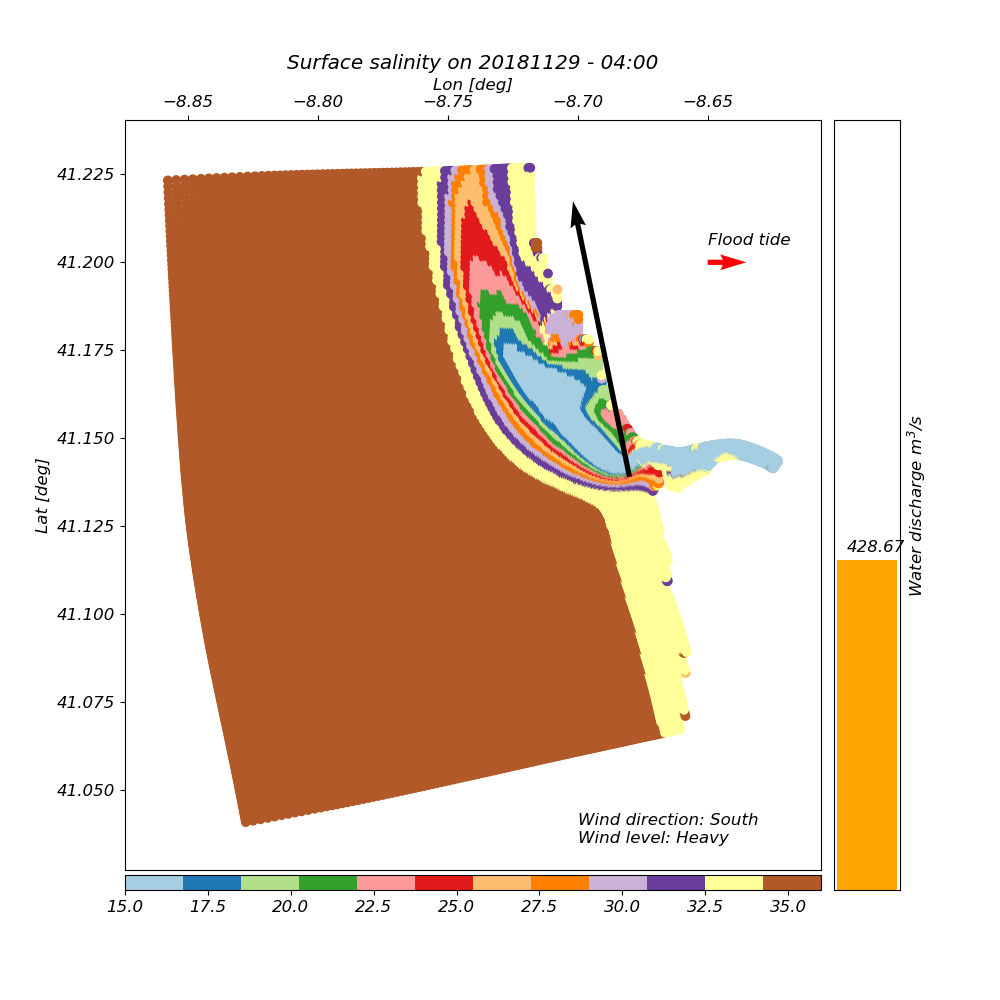 Surface salinity on 20181129 - 04:00
Lon [deg]
−8.85 −8.80 −8.75 −8.70 −8.65
41.225
41.200
41.175
41.150
41.125
41.100
41.075
41.050
Lat [deg]
Flood tide
Wind direction: South
Wind level: Heavy
428.67
Water discharge m³/s
15.0 17.5 20.0 22.5 25.0 27.5 30.0 32.5 35.0